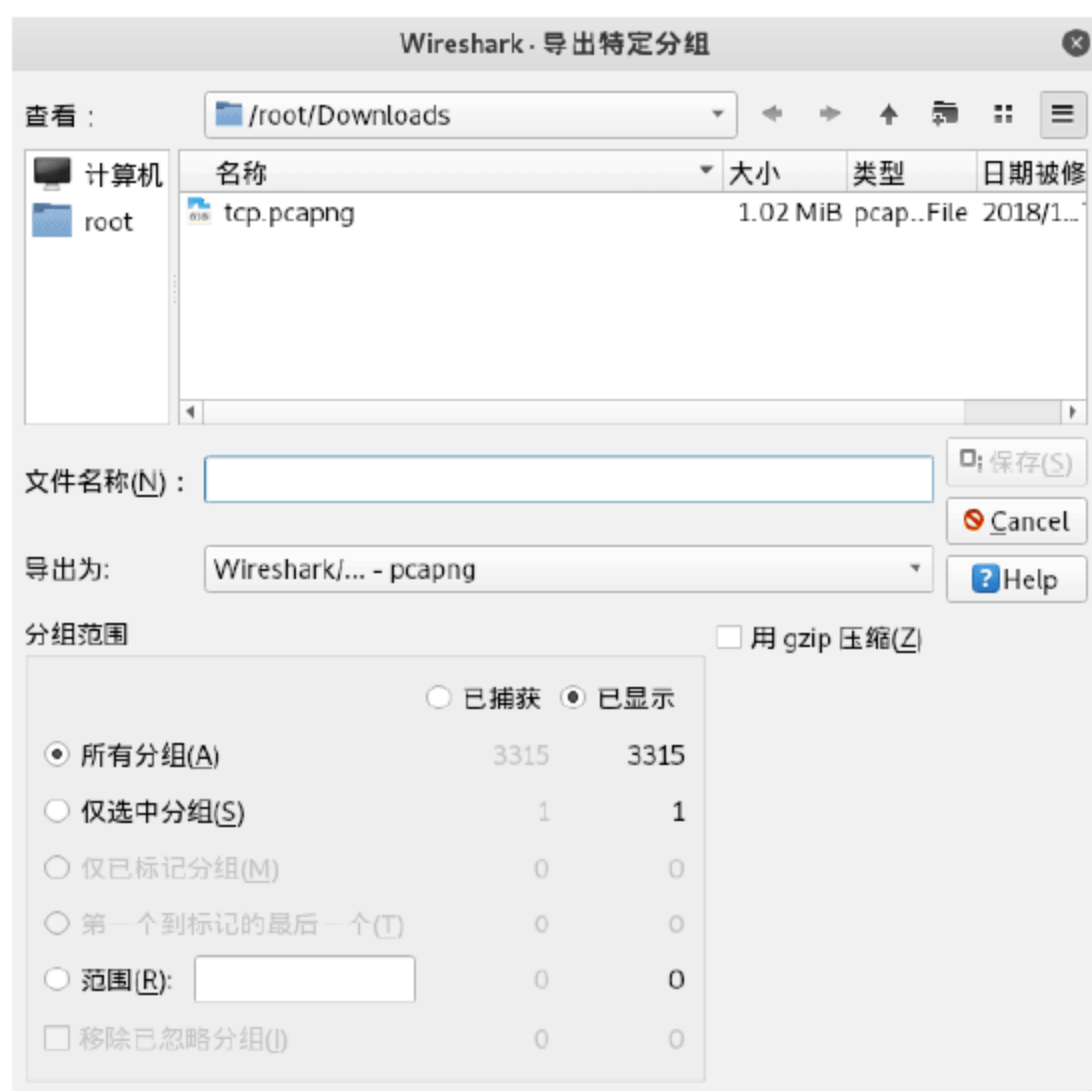 Wireshark · 导出特定分组
查看 : /root/Downloads
计算机
root
名称 大小 类型 日期被修
tcp.pcapng 1.02 MiB pcap..File 2018/1...
文件名称(N) :
保存(S)
Cancel
导出为: Wireshark/... - pcapng
Help
分组范围
用 gzip 压缩(Z)
已捕获 已显示
所有分组(A) 3315 3315
仅选中分组(S) 1 1
仅已标记分组(M) 0 0
第一个到标记的最后一个(T) 0 0
范围(R): 0 0
移除已忽略分组(I) 0 0